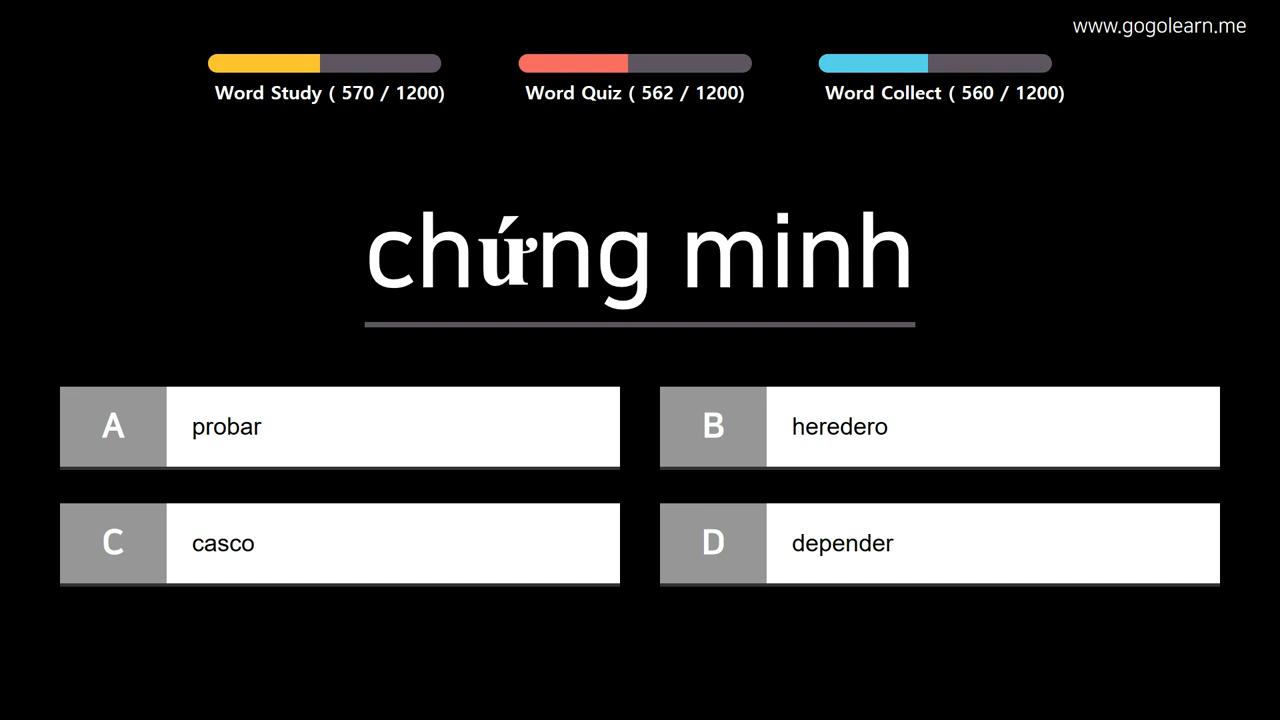 www.gogolearn.me
Word Study ( 570 / 1200)
Word Quiz ( 562 / 1200)
Word Collect ( 560 / 1200)
chứng minh
A probar
B heredero
C casco
D depender